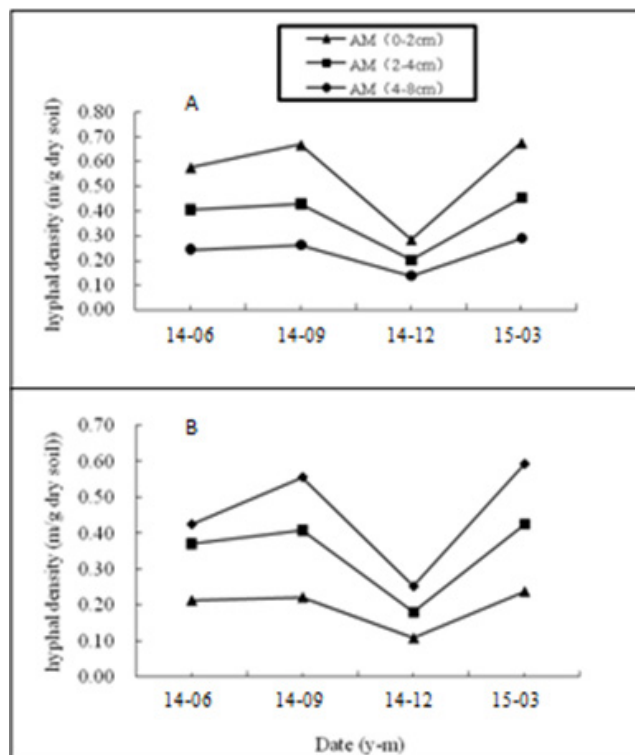 AM（0-2cm）
AM（2-4cm）
AM（4-8cm）
A
hyphal density (m/g dry soil)
0.80
0.70
0.60
0.50
0.40
0.30
0.20
0.10
0.00
14-06 14-09 14-12 15-03
B
hyphal density (m/g dry soil))
0.70
0.60
0.50
0.40
0.30
0.20
0.10
0.00
14-06 14-09 14-12 15-03
Date (y-m)